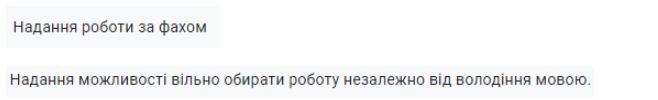 Надання роботи за фахом
Надання можливості вільно обирати роботу незалежно від володіння мовою.